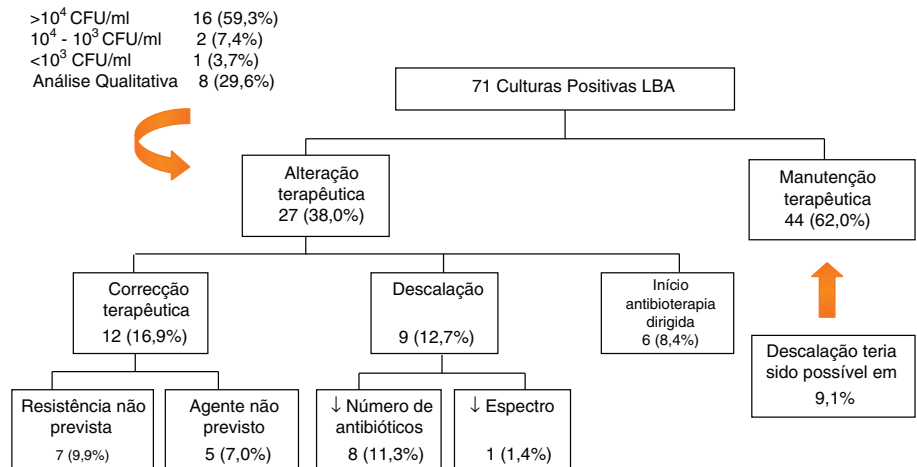 >10⁴ CFU/ml 16 (59,3%)
10⁴ - 10³ CFU/ml 2 (7,4%)
<10³ CFU/ml 1 (3,7%)
Análise Qualitativa 8 (29,6%)
71 Culturas Positivas LBA
Alteração
terapêutica
27 (38,0%)
Manutenção
terapêutica
44 (62,0%)
Correcção
terapêutica
12 (16,9%)
Descalação
9 (12,7%)
Início
antibioterapia
dirigida
6 (8,4%)
Descalação teria
sido possível em
9,1%
Resistência não
prevista
7 (9,9%)
Agente não
previsto
5 (7,0%)
↓ Número de
antibióticos
8 (11,3%)
↓ Espectro
1 (1,4%)